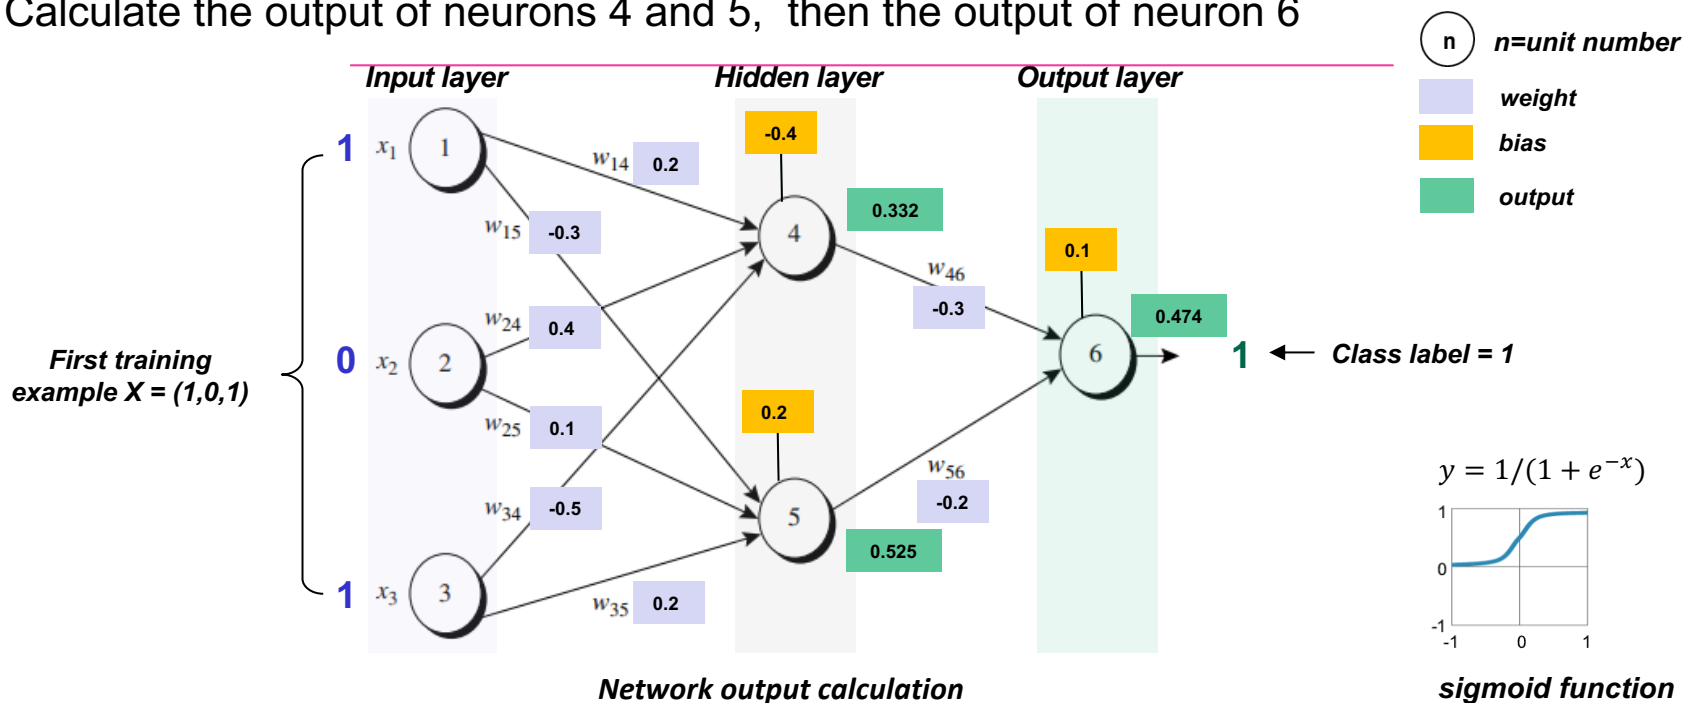 Calculate the output of neurons 4 and 5, then the output of neuron 6
n
n=unit number
weight
bias
output
Input layer
Hidden layer
Output layer
1
x1
1
w14
0.2
-0.4
4
0.332
w15
-0.3
w24
0.4
0
x2
2
w25
0.1
w34
-0.5
1
x3
3
w35
0.2
0.2
5
0.525
w46
-0.3
w56
-0.2
0.1
6
0.474
1
Class label = 1
First training
example X = (1,0,1)
y = 1/(1 + e^{-x})
1
0
-1
-1
0
1
Network output calculation
sigmoid function